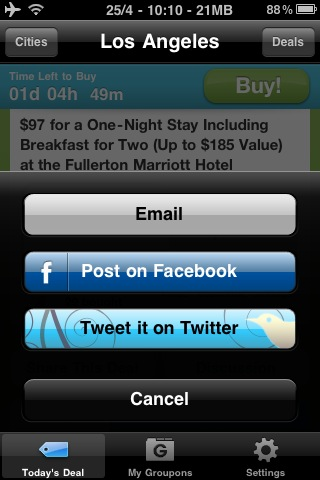 25/4 - 10:10 - 21MB
88%
Cities
Los Angeles
Deals
Time Left to Buy
01d 04h 49m
Buy!
$97 for a One-Night Stay Including
Breakfast for Two (Up to $185 Value)
at the Fullerton Marriott Hotel
Email
f
Post on Facebook
Tweet it on Twitter
Cancel
G
Today's Deal
My Groupons
Settings